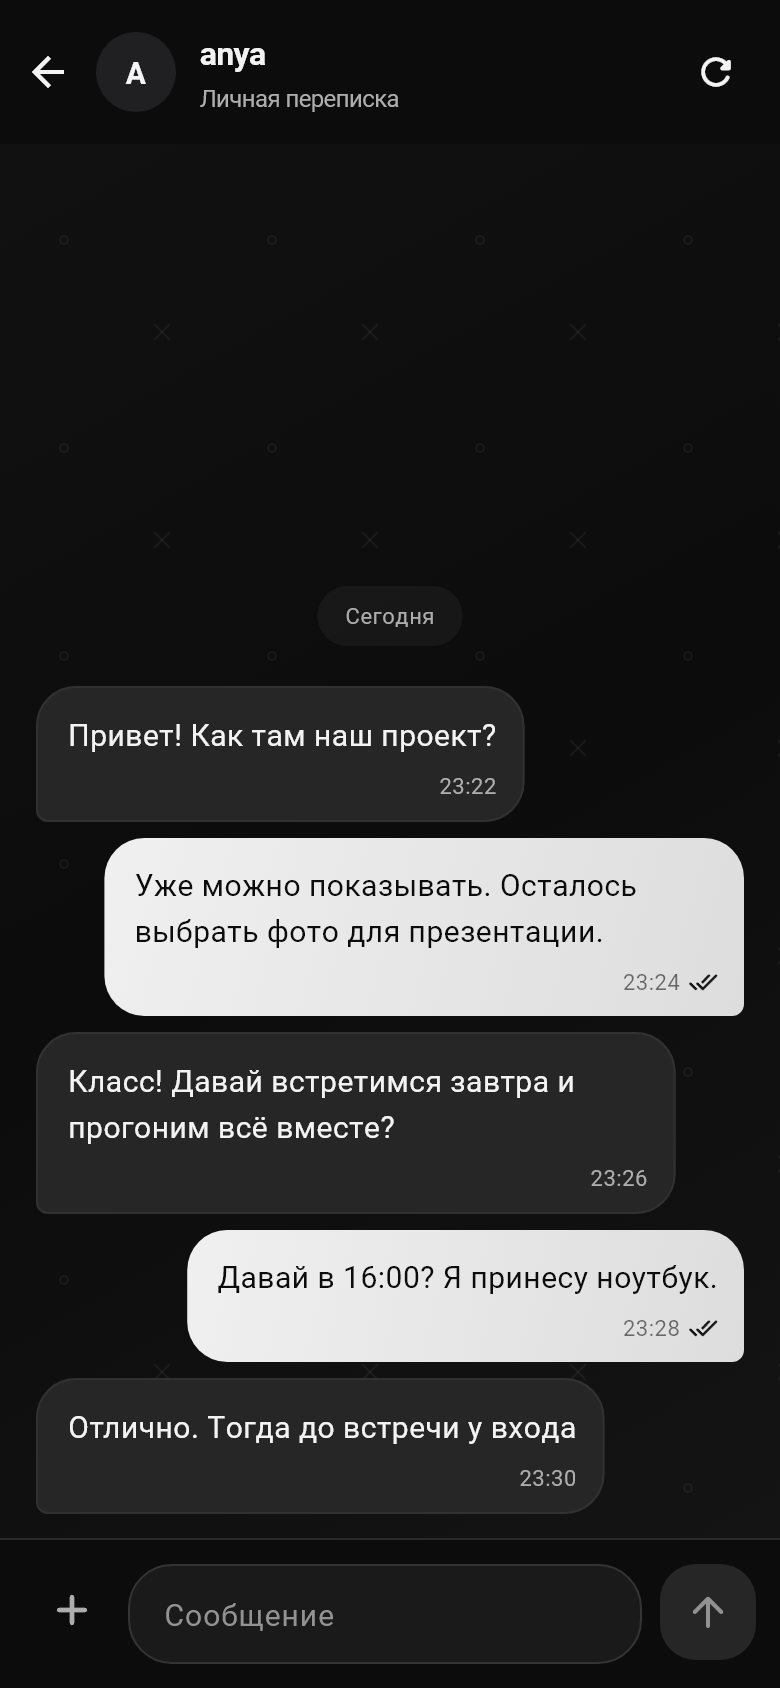 A
anya
Личная переписка
Сегодня
Привет! Как там наш проект?
23:22
Уже можно показывать. Осталось
выбрать фото для презентации.
23:24
Класс! Давай встретимся завтра и
прогоним всё вместе?
23:26
Давай в 16:00? Я принесу ноутбук.
23:28
Отлично. Тогда до встречи у входа
23:30
Сообщение